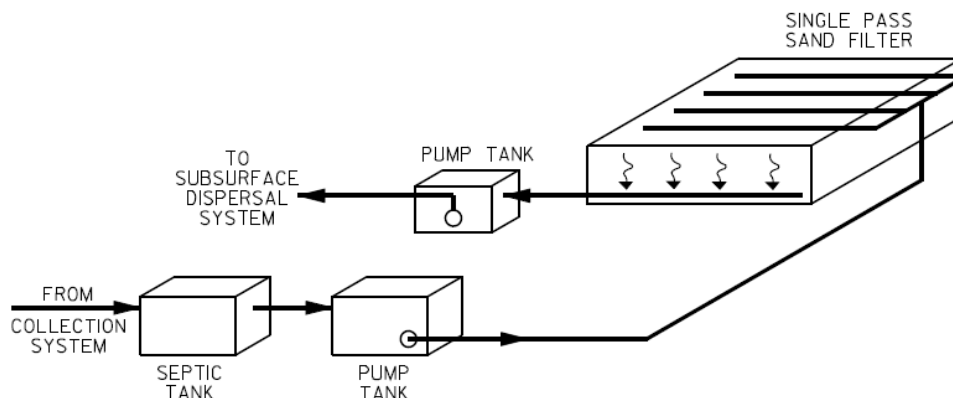 SINGLE PASS
SAND FILTER
PUMP TANK
TO
SUBSURFACE
DISPERSAL
SYSTEM
FROM
COLLECTION
SYSTEM
SEPTIC
TANK
PUMP
TANK